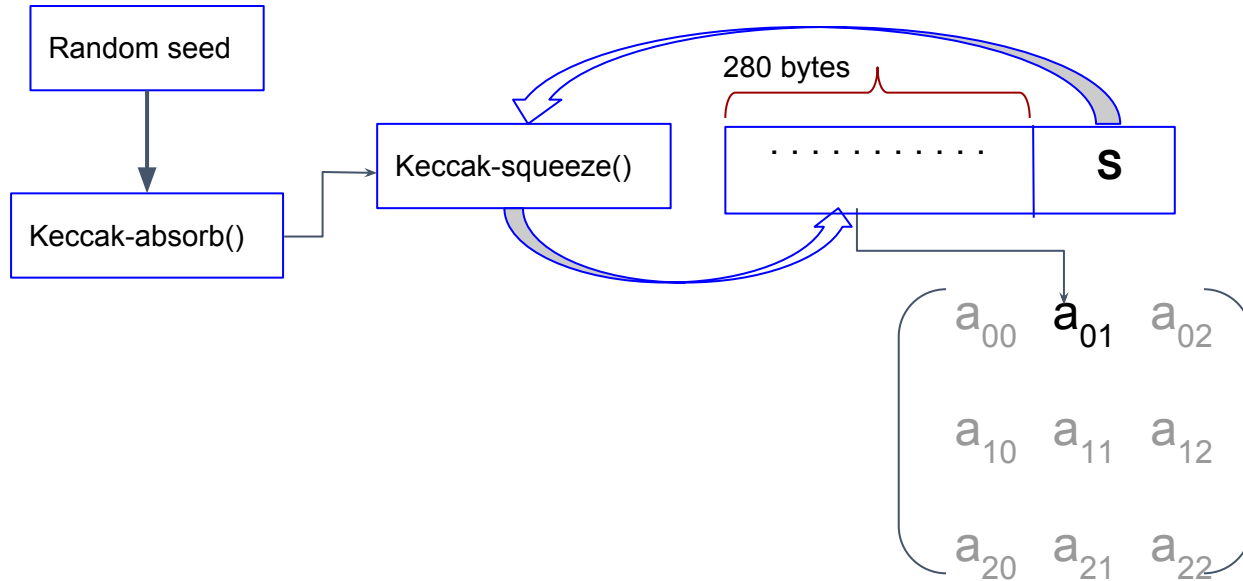 Random seed
280 bytes
Keccak-squeeze()
. . . . . . . . . . .
S
Keccak-absorb()
a00 a01 a02
a10 a11 a12
a20 a21 a22